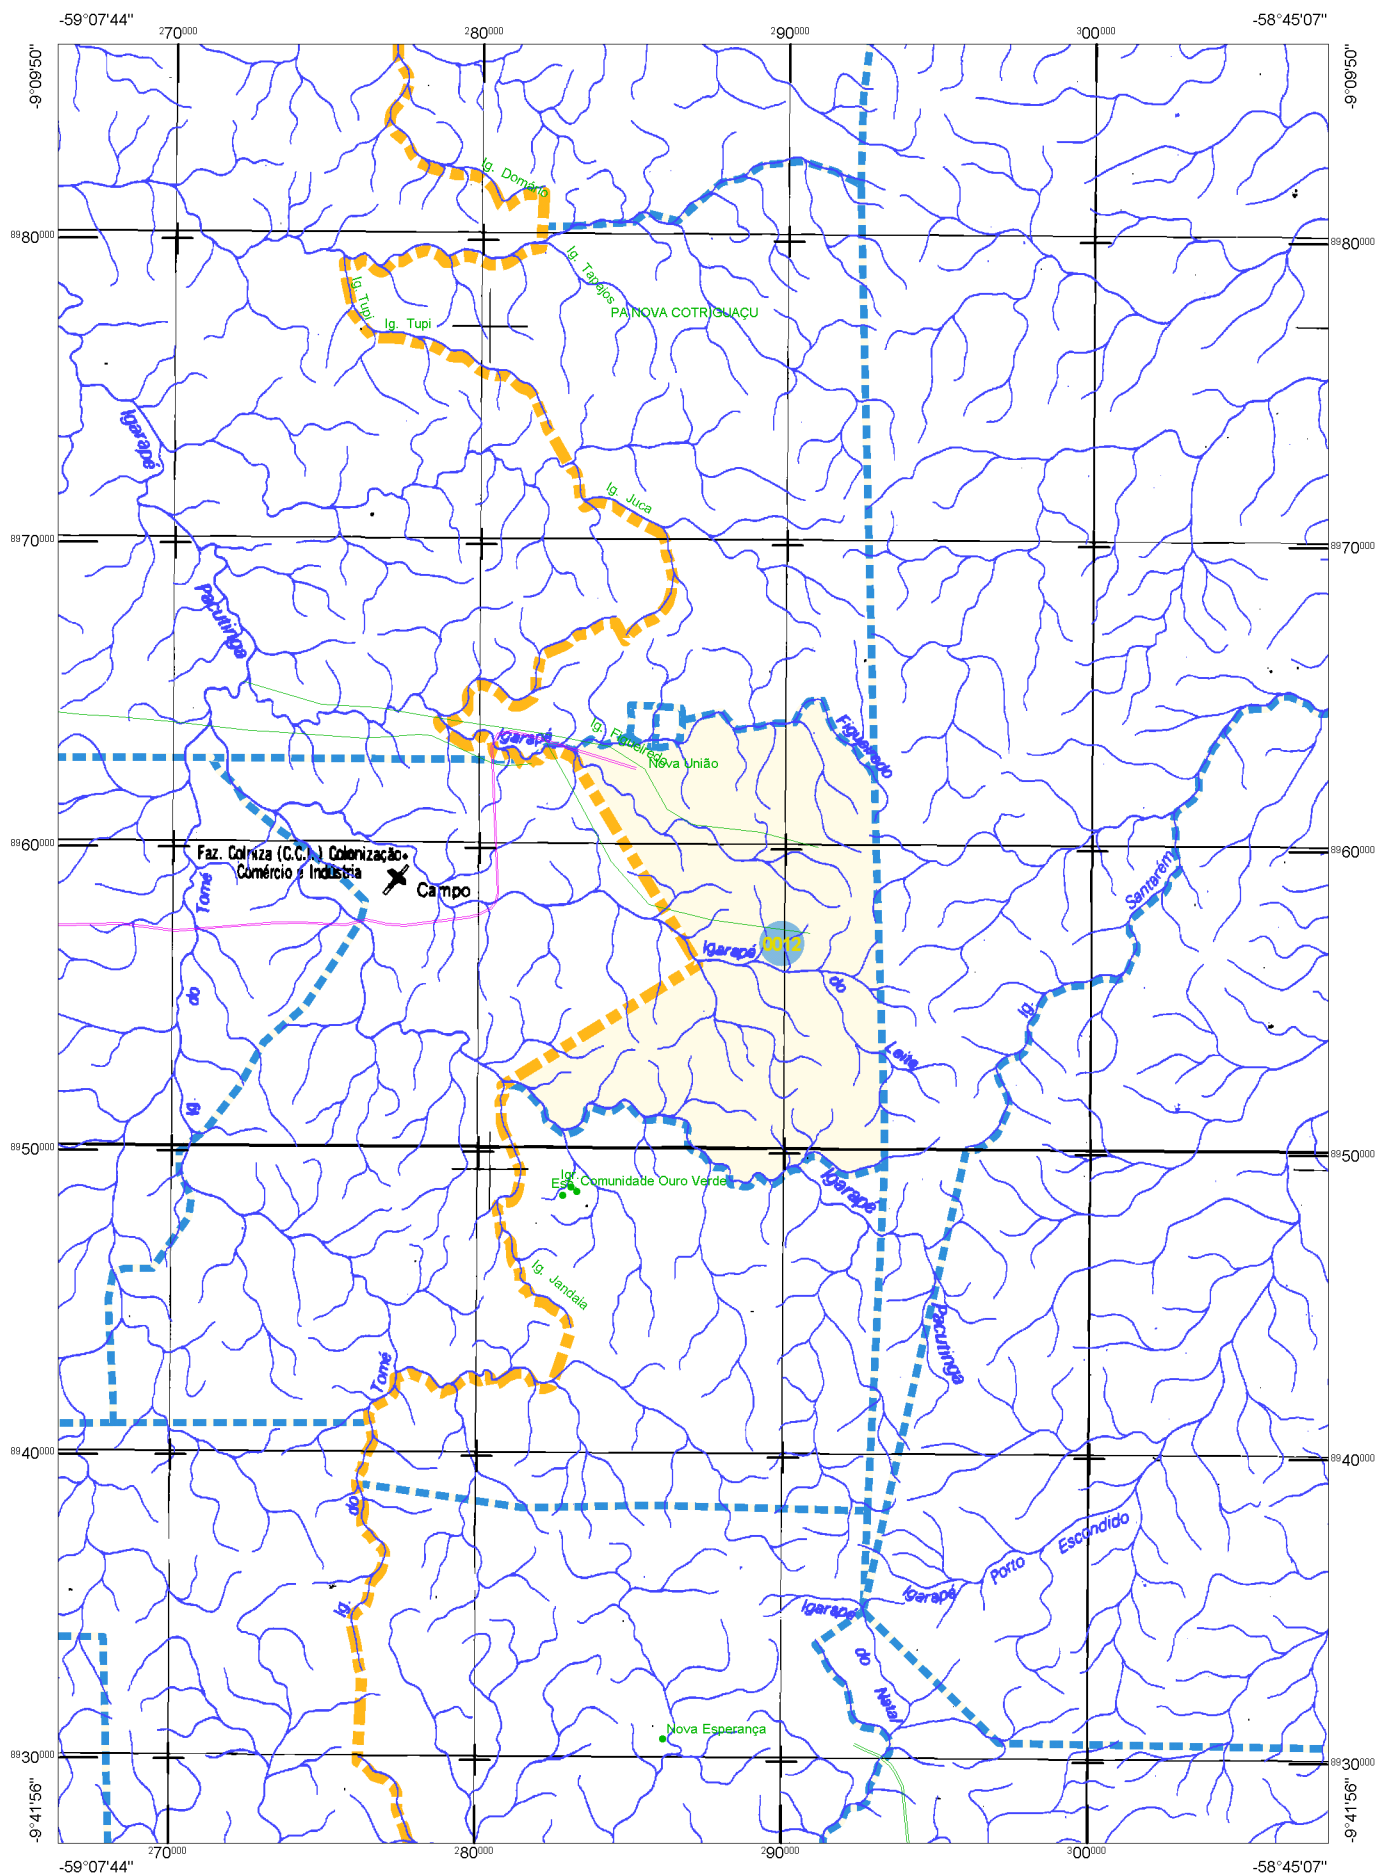 -59°07'44"
-58°45'07"
270000
280000
290000
300000
-9°09'50"
-9°09'50"
Ig. Domário
8980000
8980000
Ig. Tapajos
Ig. Tupi
Ig. Tupi
PA NOVA COTRIGUAÇU
Igarapé
Ig. Juca
8970000
8970000
Pacutinga
Igarapé
Ig. Figueiredo
Figueiredo
Nova União
8960000
8960000
Faz. Colniza (C.C.I.) Colonização
Comércio e Industria
Campo
Tomé
Santarém
Igarapé
0012
do
do
Ig.
Leite
Ig.
8950000
8950000
Igr.
Esc. Comunidade Ouro Verde
Igarapé
Ig. Jandaia
Pacutinga
Tomé
8940000
8940000
do
Escondido
Porto
Igarapé
Igarapé
Ig.
do
Natal
Nova Esperança
8930000
8930000
-9°41'56"
-9°41'56"
270000
280000
290000
300000
-59°07'44"
-58°45'07"